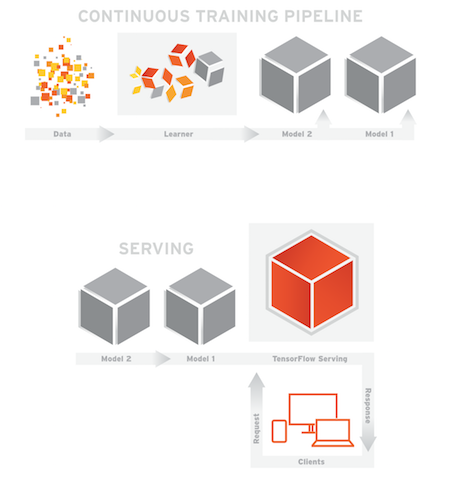 CONTINUOUS TRAINING PIPELINE
Data
Learner
Model 2
Model 1
SERVING
Model 2
Model 1
TensorFlow Serving
Request
Response
Clients